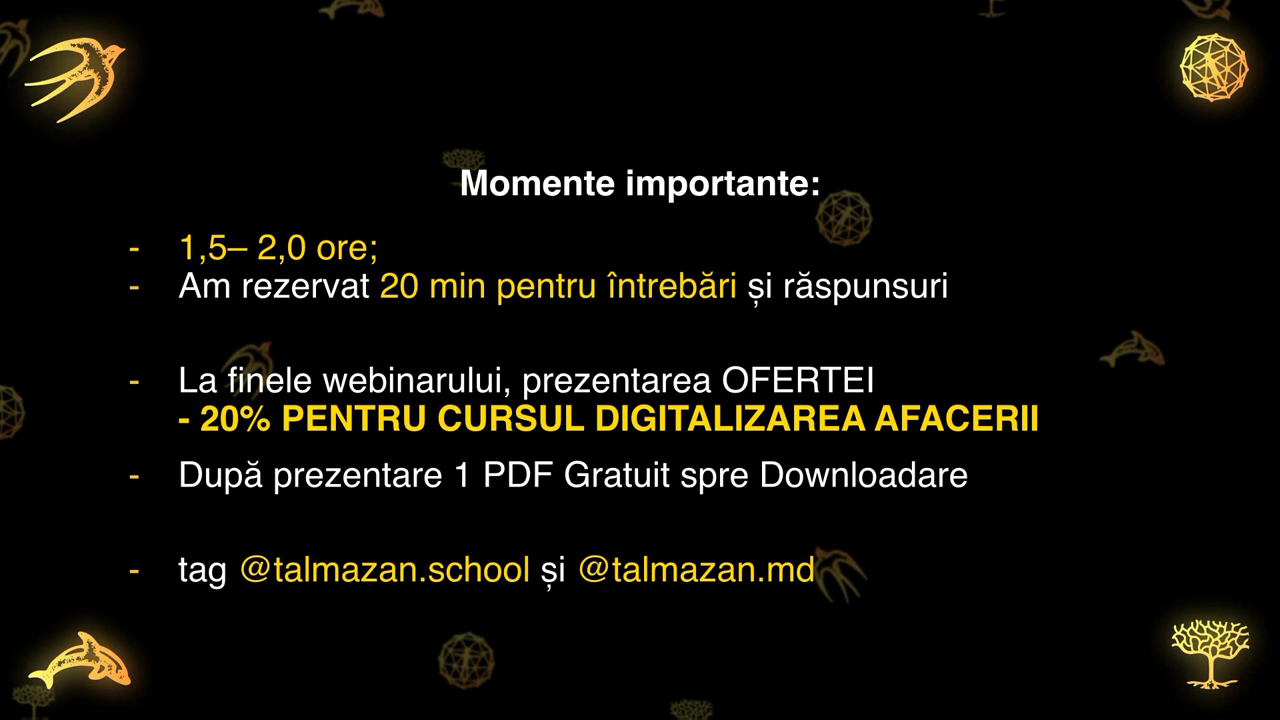 Momente importante:
- 1,5– 2,0 ore;
- Am rezervat 20 min pentru întrebări și răspunsuri
- La finele webinarului, prezentarea OFERTEI
- 20% PENTRU CURSUL DIGITALIZAREA AFACERII
- După prezentare 1 PDF Gratuit spre Downloadare
- tag @talmazan.school și @talmazan.md